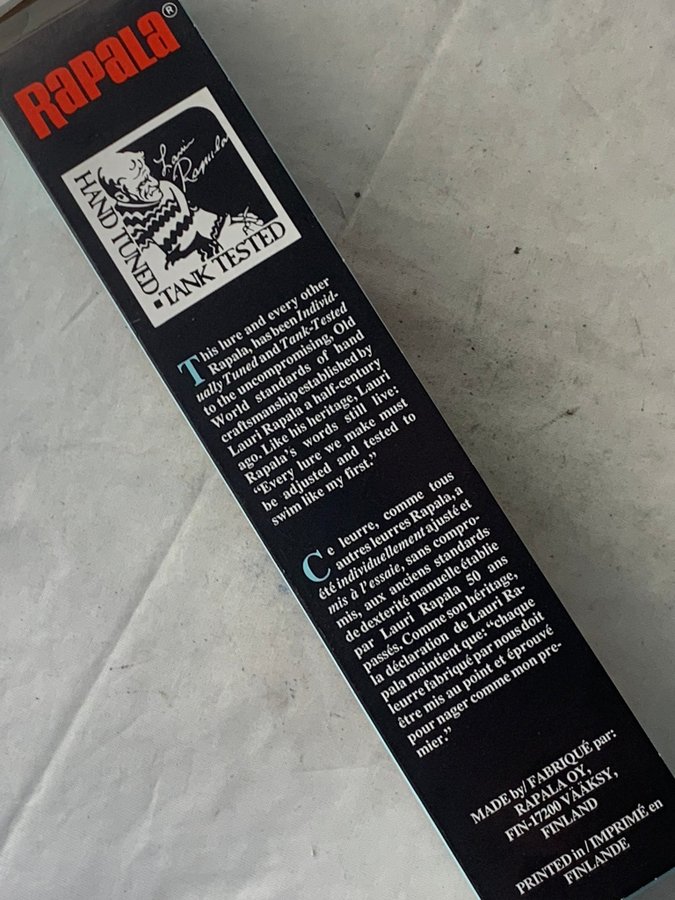 RapaLa®
Lauri
Rapala
HAND TUNED
▪TANK TESTED
This lure and every other
Rapala, has been Individ-
ually Tuned and Tank-Tested
to the uncompromising, Old
World standards of hand
craftsmanship established by
Lauri Rapala a half-century
ago. Like his heritage, Lauri
Rapala's words still live:
“Every lure we make must
be adjusted and tested to
swim like my first.”
Ce leurre, comme tous
autres leurres Rapala, a
été individuellement ajusté et
mis à l'essaie, sans compro-
mis, aux anciens standards
de dexterité manuelle établie
par Lauri Rapala 50 ans
passés. Comme son héritage,
la déclaration de Lauri Ra-
pala maintient que: “chaque
leurre fabriqué par nous doit
être mis au point et éprouvé
pour nager comme mon pre-
mier.”
MADE by/ FABRIQUÉ par:
RAPALA OY,
FIN-17200 VÄÄKSY,
FINLAND
PRINTED in / IMPRIMÉ en
FINLANDE